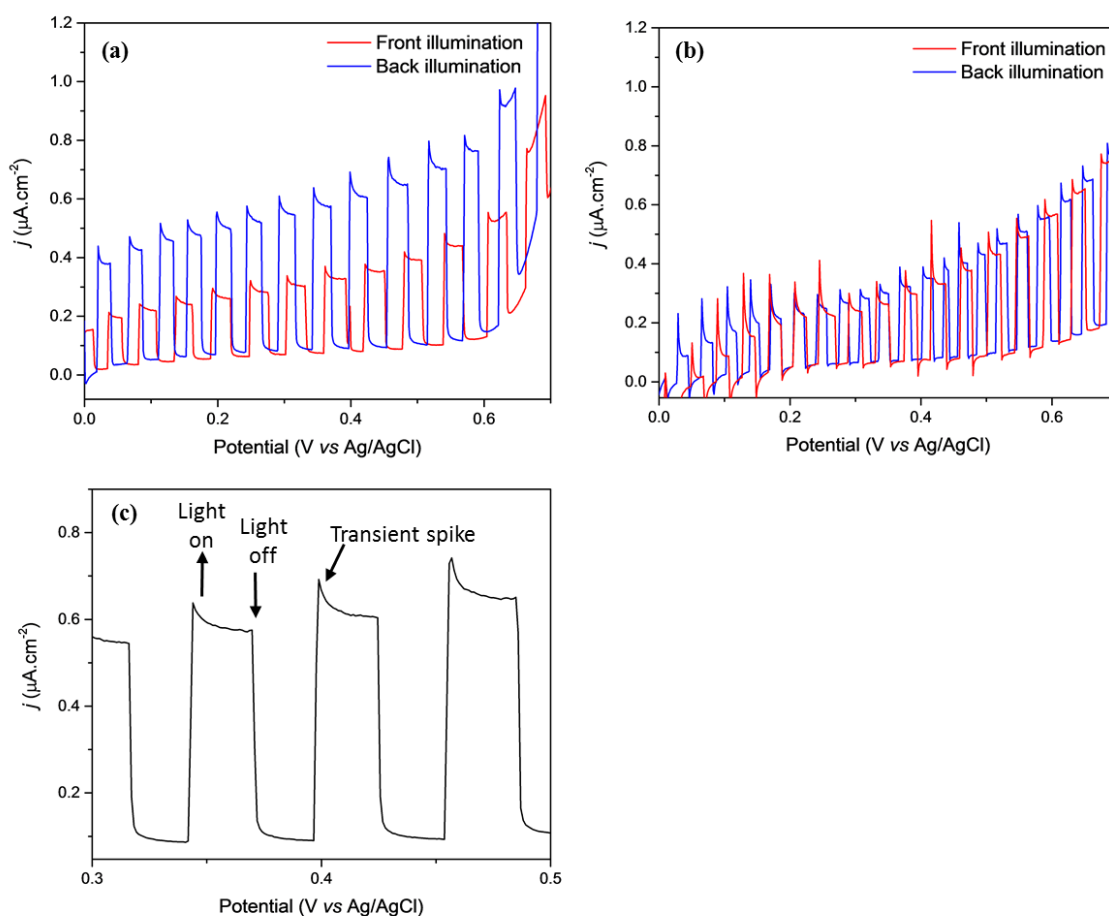 (a)
Front illumination
Back illumination
1.2
1.0
0.8
0.6
0.4
0.2
0.0
j (μA.cm-2)
0.0 0.2 0.4 0.6
Potential (V vs Ag/AgCl)
(b)
Front illumination
Back illumination
1.2
1.0
0.8
0.6
0.4
0.2
0.0
j (μA.cm-2)
0.0 0.2 0.4 0.6
Potential (V vs Ag/AgCl)
(c)
Light
on
Light
off
Transient spike
0.8
0.6
0.4
0.2
j (μA.cm-2)
0.3 0.4 0.5
Potential (V vs Ag/AgCl)